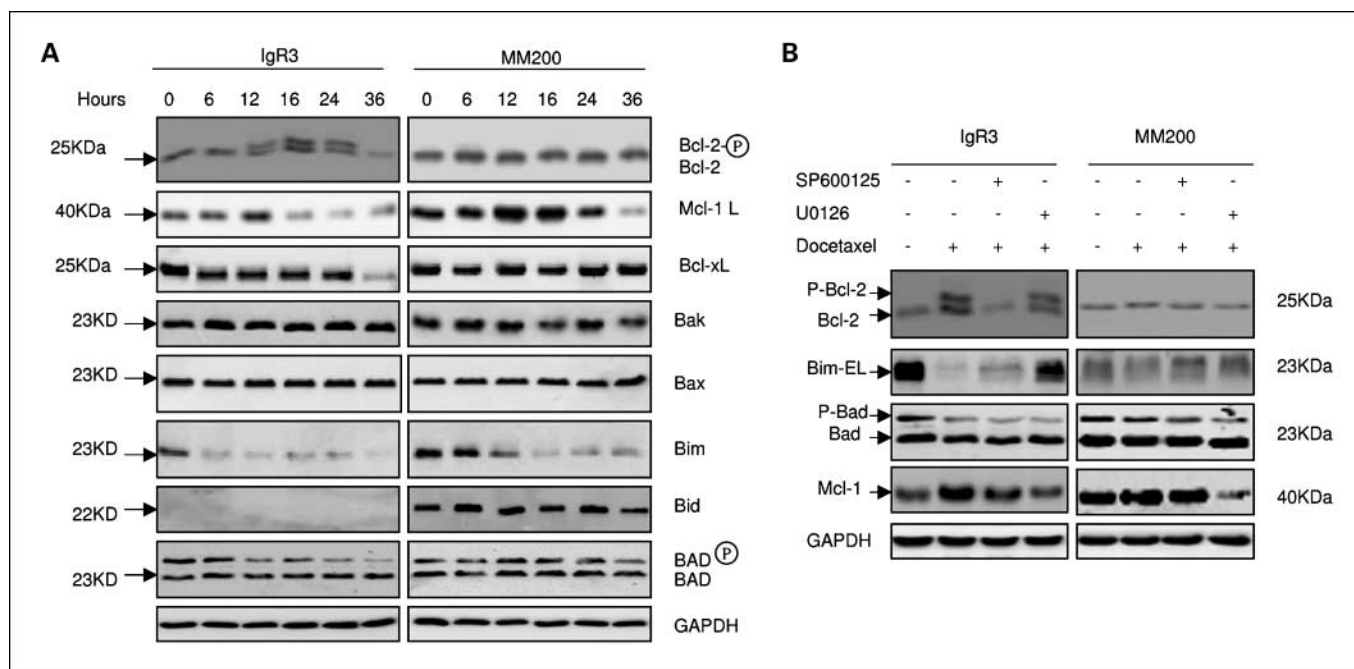 A
IgR3 MM200
Hours 0 6 12 16 24 36 0 6 12 16 24 36
25KDa Bcl-2-Ⓟ
Bcl-2
40KDa Mcl-1 L
25KDa Bcl-xL
23KD Bak
23KD Bax
23KD Bim
22KD Bid
BAD Ⓟ
23KD BAD
GAPDH
B
IgR3 MM200
SP600125 - - + - - - + -
U0126 - - - + - - - +
Docetaxel - + + + - + + +
P-Bcl-2
Bcl-2 25KDa
Bim-EL 23KDa
P-Bad
Bad 23KDa
Mcl-1 40KDa
GAPDH